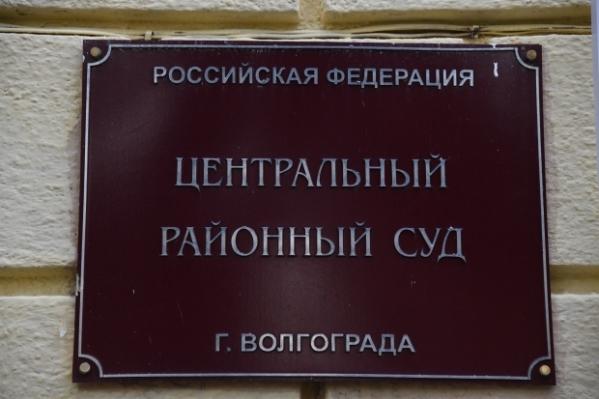 РОССИЙСКАЯ ФЕДЕРАЦИЯ
ЦЕНТРАЛЬНЫЙ
РАЙОННЫЙ СУД
Г. ВОЛГОГРАДА